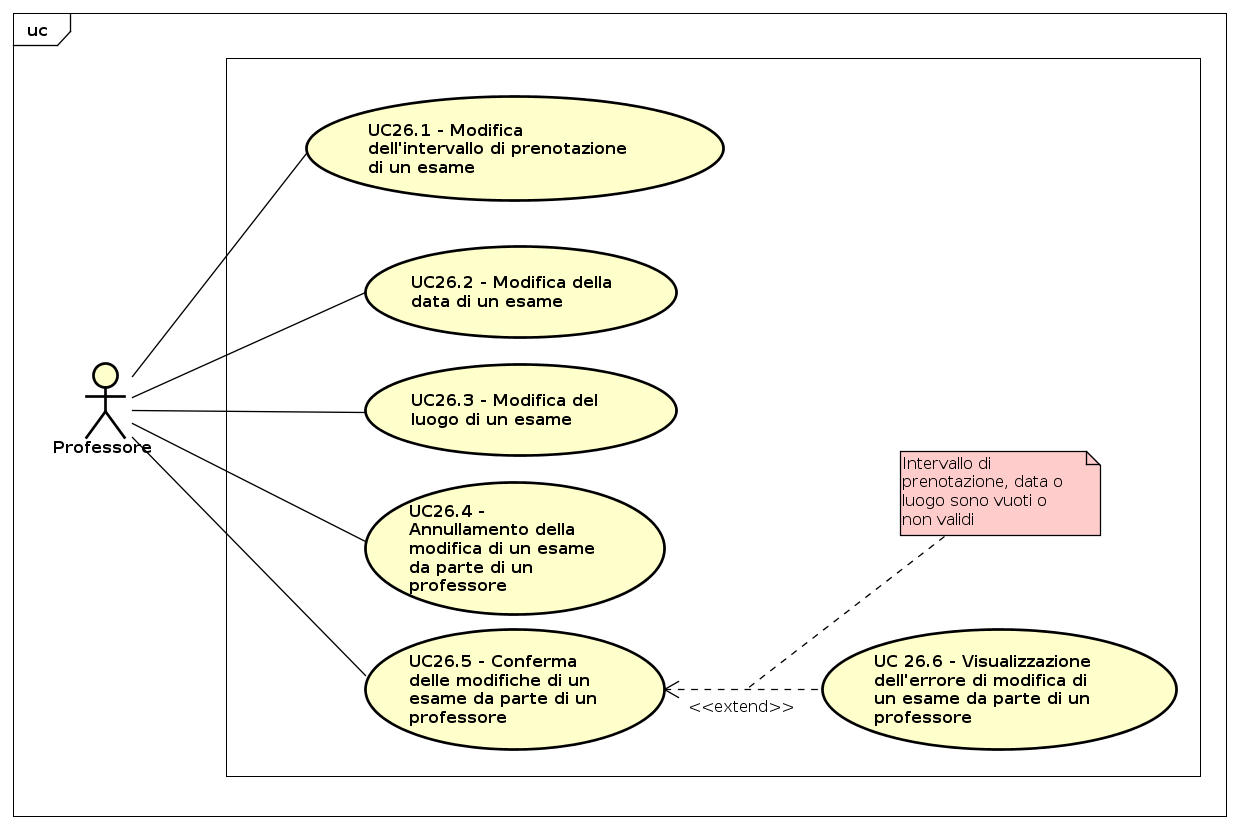 uc
UC26.1 - Modifica
dell'intervallo di prenotazione
di un esame
UC26.2 - Modifica della
data di un esame
Professore
UC26.3 - Modifica del
luogo di un esame
UC26.4 -
Annullamento della
modifica di un esame
da parte di un
professore
Intervallo di
prenotazione, data o
luogo sono vuoti o
non validi
UC26.5 - Conferma
delle modifiche di un
esame da parte di un
professore
<<extend>>
UC 26.6 - Visualizzazione
dell'errore di modifica di
un esame da parte di un
professore